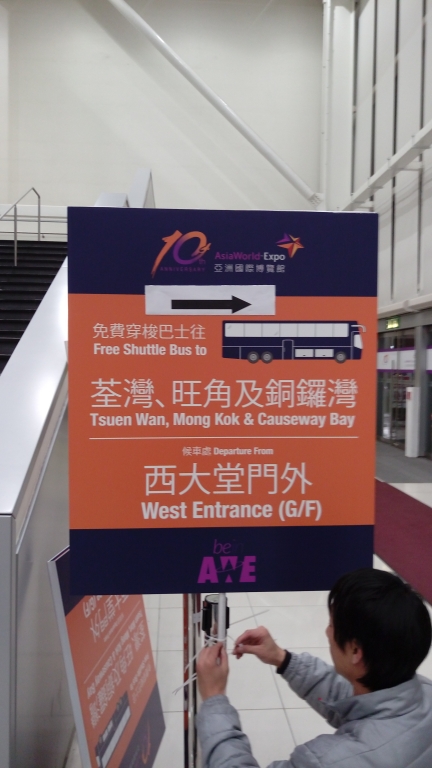 10th
ANNIVERSARY
AsiaWorld-Expo
亞洲國際博覽館
免費穿梭巴士往
Free Shuttle Bus to
荃灣、旺角及銅鑼灣
Tsuen Wan, Mong Kok & Causeway Bay
候車處 Departure From
西大堂門外
West Entrance (G/F)
be in
AWE